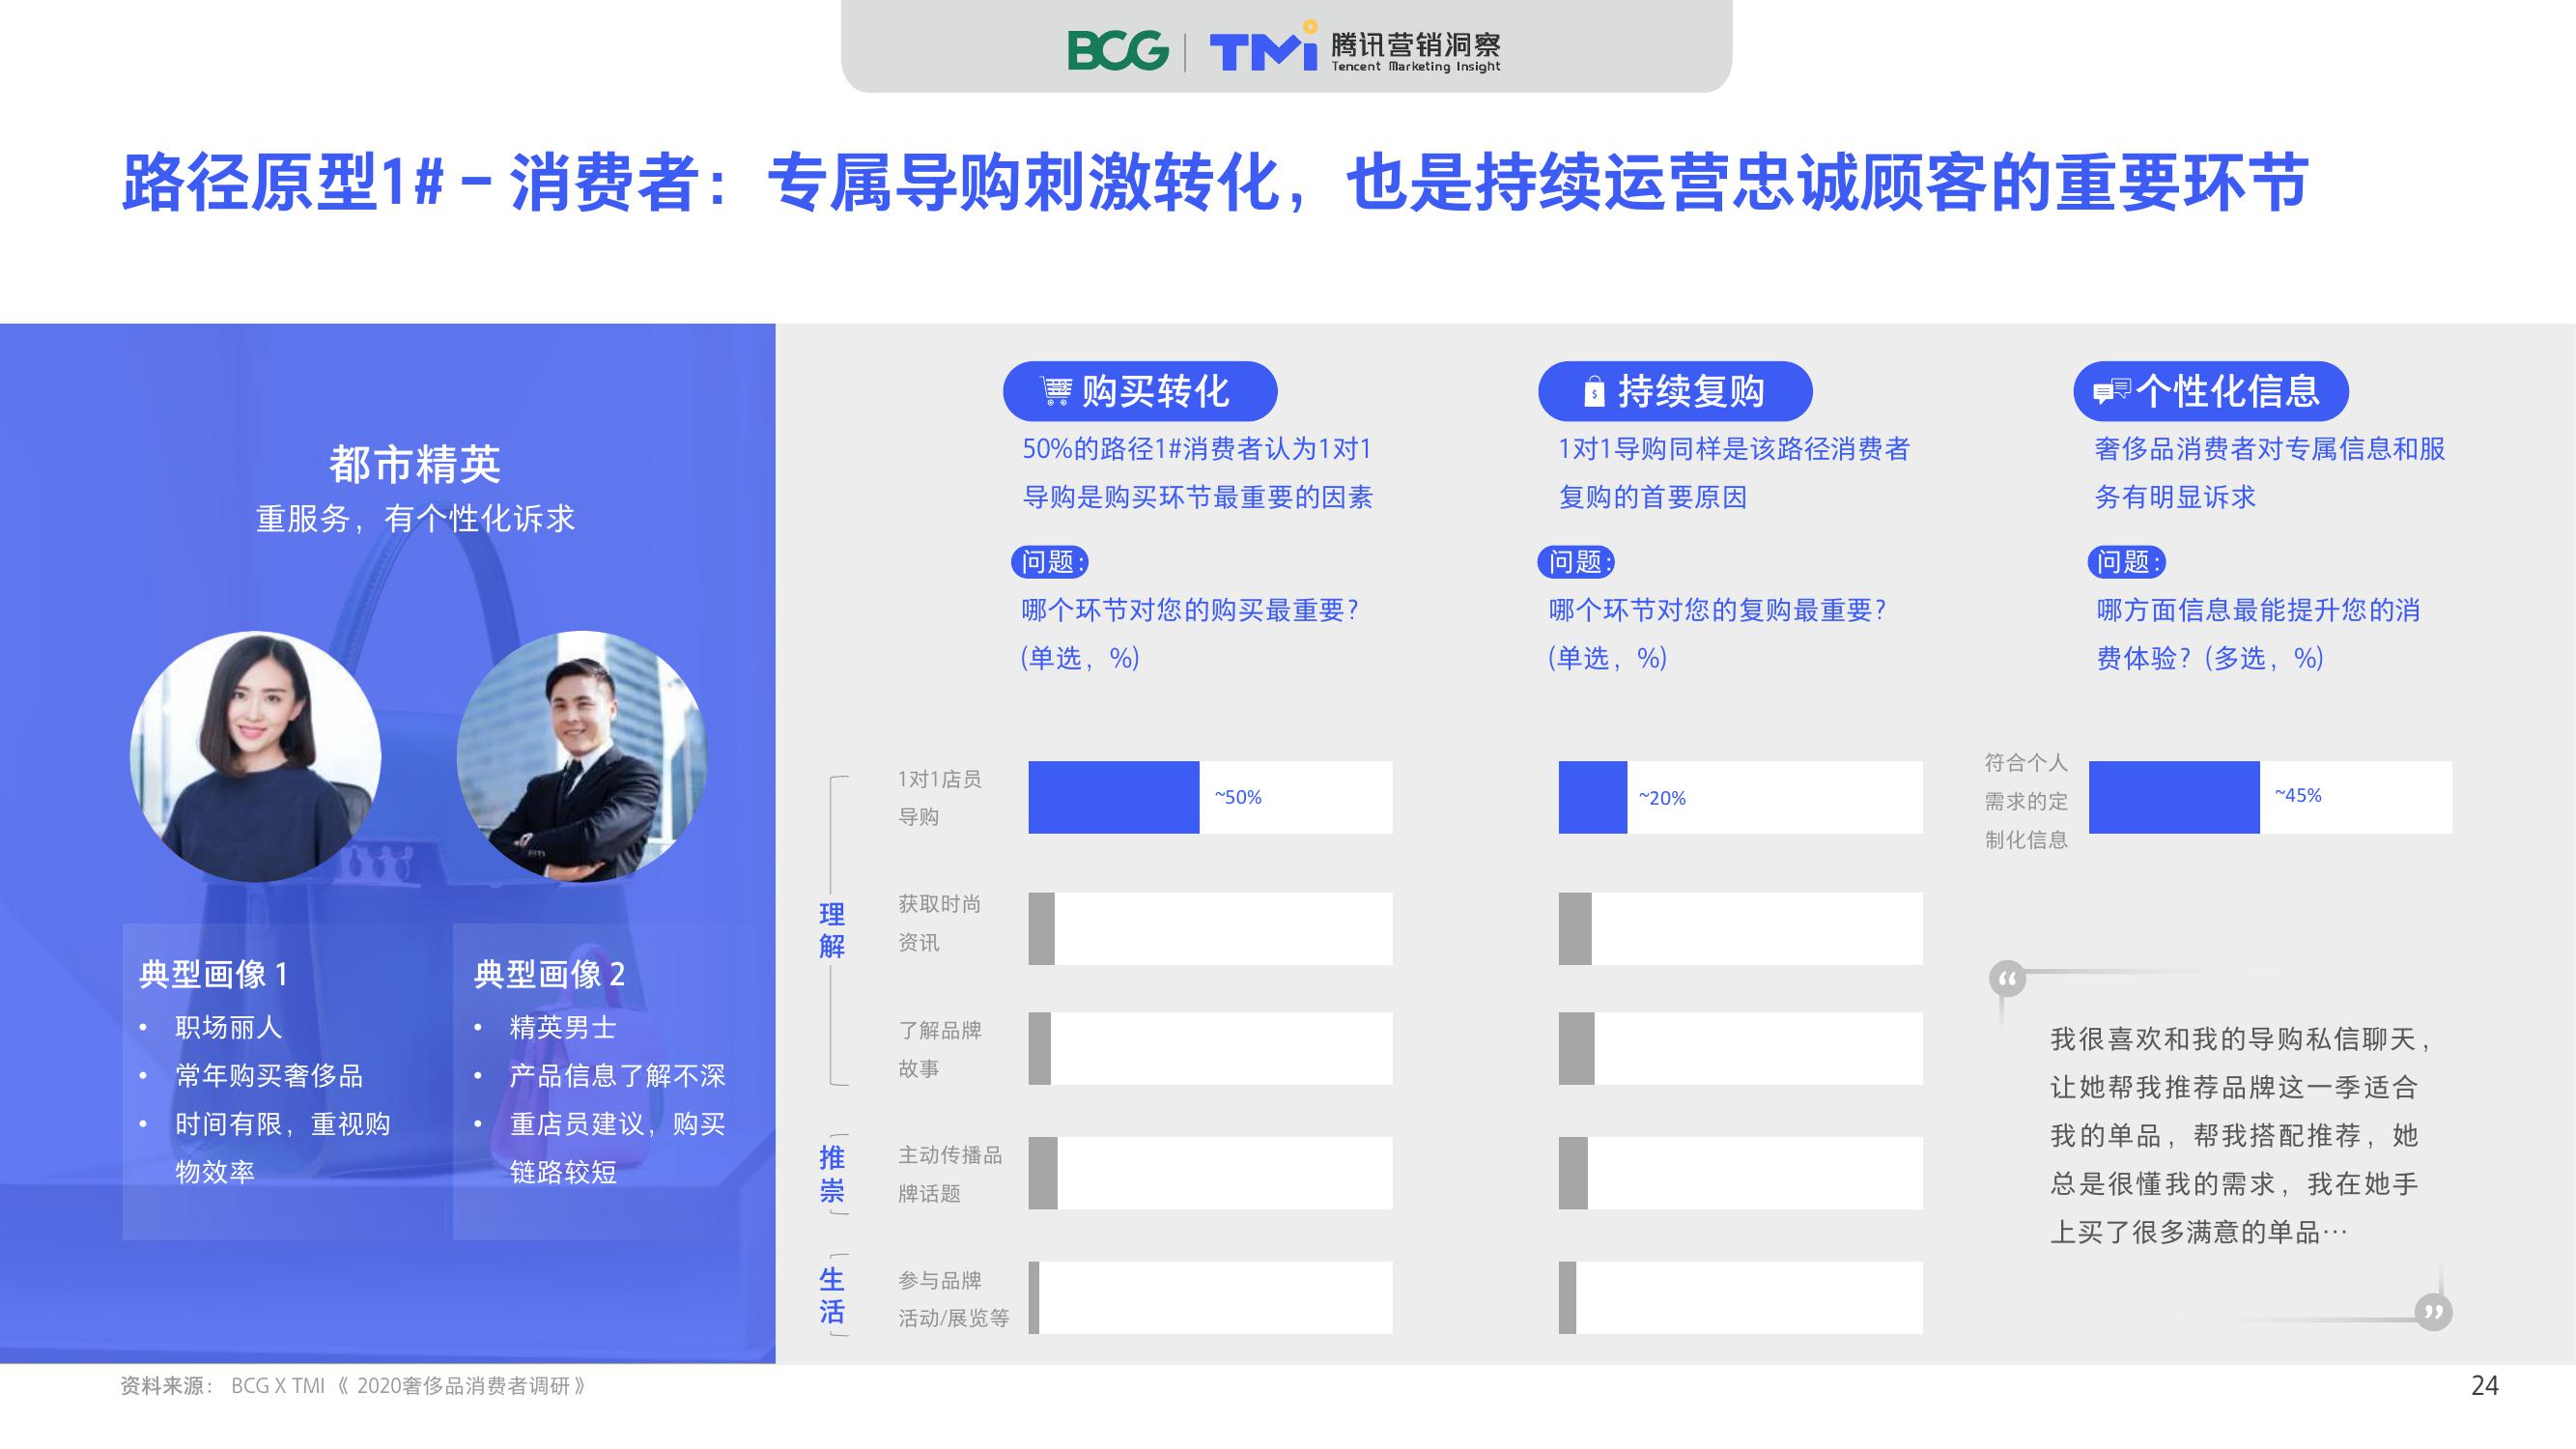 BCG
TMi 腾讯营销洞察
Tencent Marketing Insight
路径原型1# – 消费者：专属导购刺激转化，也是持续运营忠诚顾客的重要环节
都市精英
重服务，有个性化诉求
典型画像 1
• 职场丽人
• 常年购买奢侈品
• 时间有限，重视购
物效率
典型画像 2
• 精英男士
• 产品信息了解不深
• 重店员建议，购买
链路较短
购买转化
50%的路径1#消费者认为1对1
导购是购买环节最重要的因素
问题：
哪个环节对您的购买最重要？
(单选，%)
持续复购
1对1导购同样是该路径消费者
复购的首要原因
问题：
哪个环节对您的复购最重要？
(单选，%)
个性化信息
奢侈品消费者对专属信息和服
务有明显诉求
问题：
哪方面信息最能提升您的消
费体验？(多选，%)
理
解
1对1店员
导购
~50%
~20%
获取时尚
资讯
了解品牌
故事
推
崇
主动传播品
牌话题
生
活
参与品牌
活动/展览等
符合个人
需求的定
制化信息
~45%
“
我很喜欢和我的导购私信聊天，
让她帮我推荐品牌这一季适合
我的单品，帮我搭配推荐，她
总是很懂我的需求，我在她手
上买了很多满意的单品…
”
资料来源： BCG X TMI《 2020奢侈品消费者调研》
24